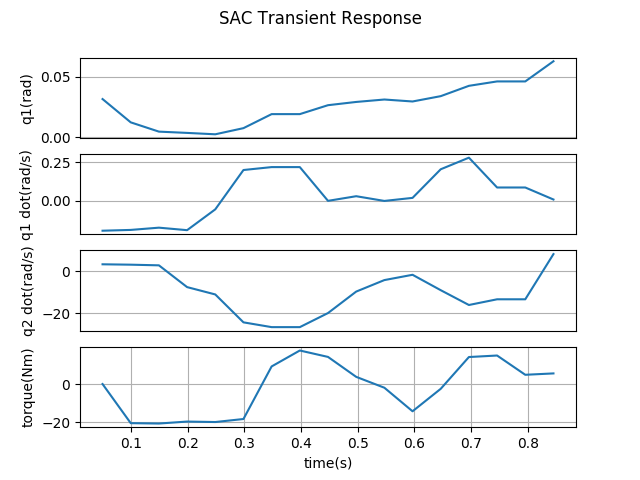 SAC Transient Response
q1(rad)
0.05
0.00
q1 dot(rad/s)
0.25
0.00
q2 dot(rad/s)
0
−20
torque(Nm)
0
−20
0.1 0.2 0.3 0.4 0.5 0.6 0.7 0.8
time(s)